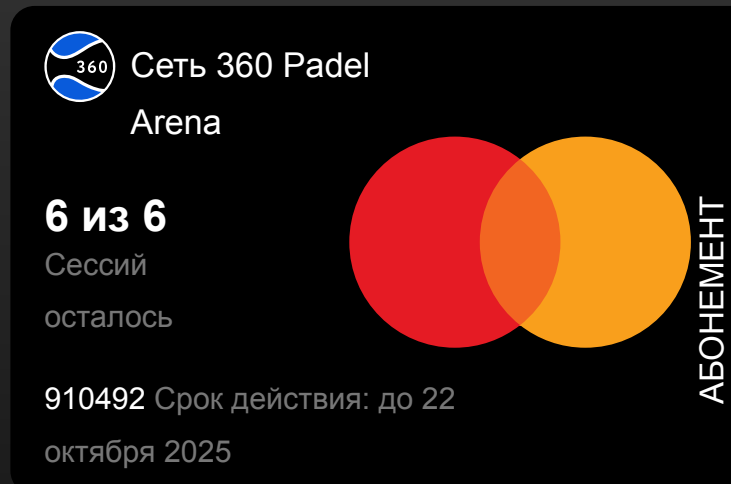 360
Сеть 360 Padel
Arena
6 из 6
Сессий
осталось
АБОНЕМЕНТ
910492 Срок действия: до 22
октября 2025